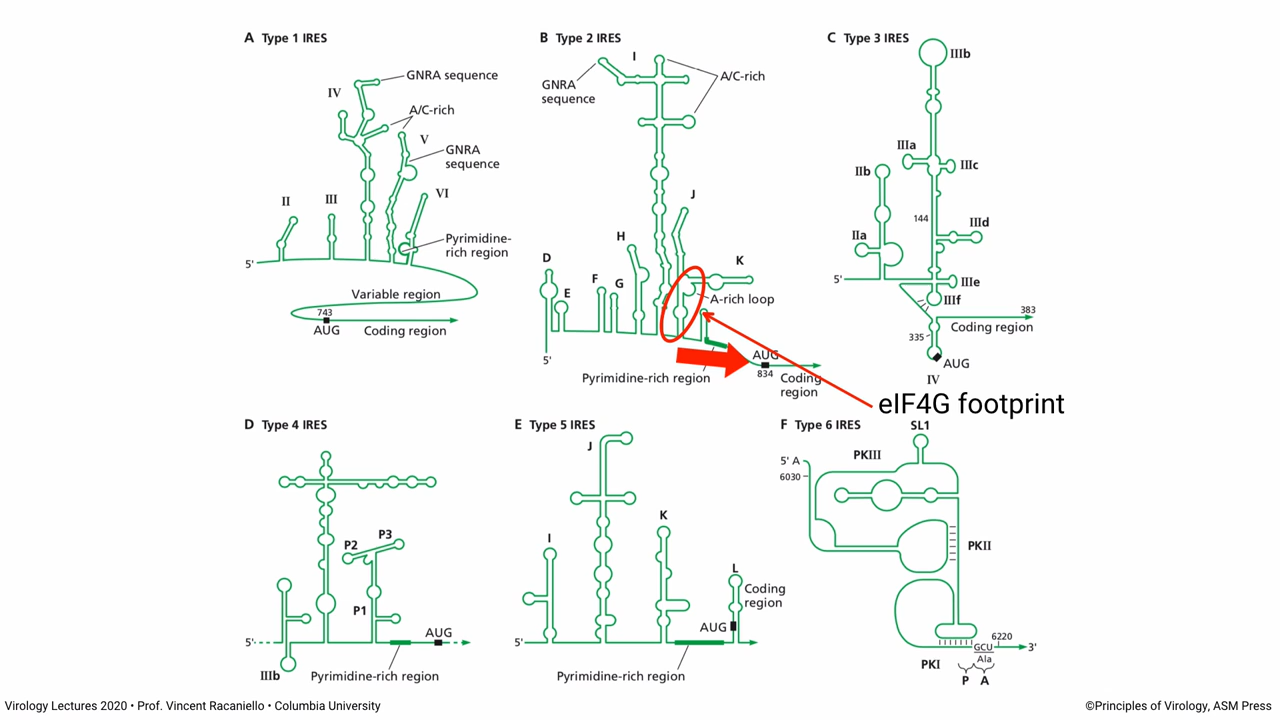 A Type 1 IRES
GNRA sequence
IV
A/C-rich
V
GNRA
sequence
II
III
VI
Pyrimidine-
rich region
5'
Variable region
743
AUG
Coding region
B Type 2 IRES
I
GNRA
sequence
A/C-rich
J
H
K
D
E
F
G
A-rich loop
5'
AUG
834
Pyrimidine-rich region
Coding
region
eIF4G footprint
C Type 3 IRES
IIIb
IIIa
IIIc
IIb
144
IIId
IIa
5'
IIIe
IIIf
383
Coding region
335
AUG
IV
D Type 4 IRES
P2
P3
P1
AUG
5'
IIIb
Pyrimidine-rich region
E Type 5 IRES
J
K
I
L
Coding
region
AUG
5'
Pyrimidine-rich region
F Type 6 IRES
SL1
5' A
6030
PKIII
PKII
6220
GCU
3'
Ala
PKI
P A
Virology Lectures 2020 • Prof. Vincent Racaniello • Columbia University
©Principles of Virology, ASM Press